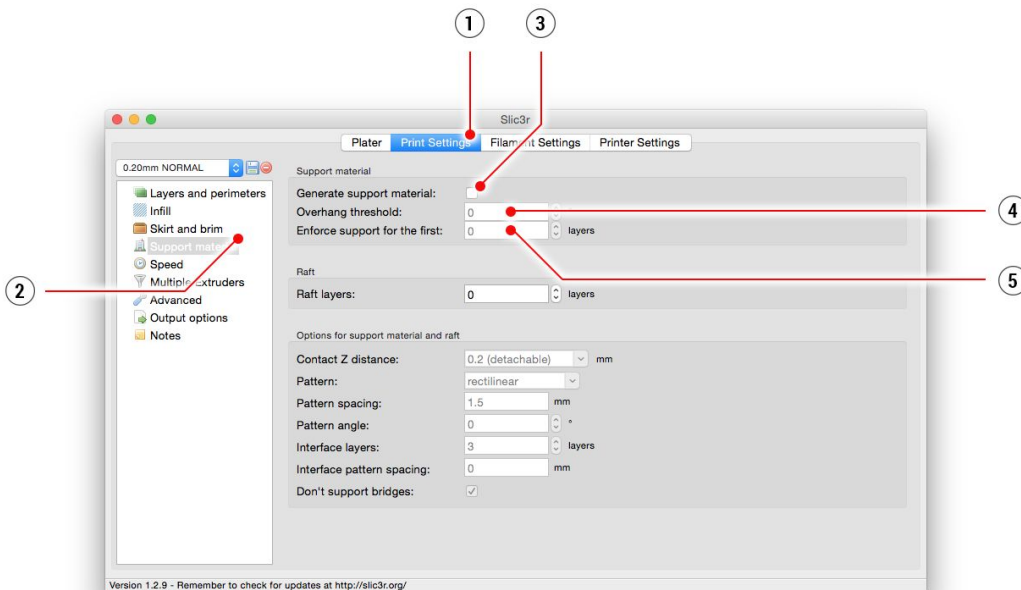 1
3
Slic3r
Plater Print Settings Filament Settings Printer Settings
0.20mm NORMAL
Layers and perimeters
Infill
Skirt and brim
Support material
Speed
Multiple Extruders
Advanced
Output options
Notes
2
Support material
Generate support material:
Overhang threshold: 0
Enforce support for the first: 0 layers
4
Raft
Raft layers: 0 layers
5
Options for support material and raft
Contact Z distance: 0.2 (detachable) mm
Pattern: rectilinear
Pattern spacing: 1.5 mm
Pattern angle: 0 °
Interface layers: 3 layers
Interface pattern spacing: 0 mm
Don't support bridges:
Version 1.2.9 - Remember to check for updates at http://slic3r.org/